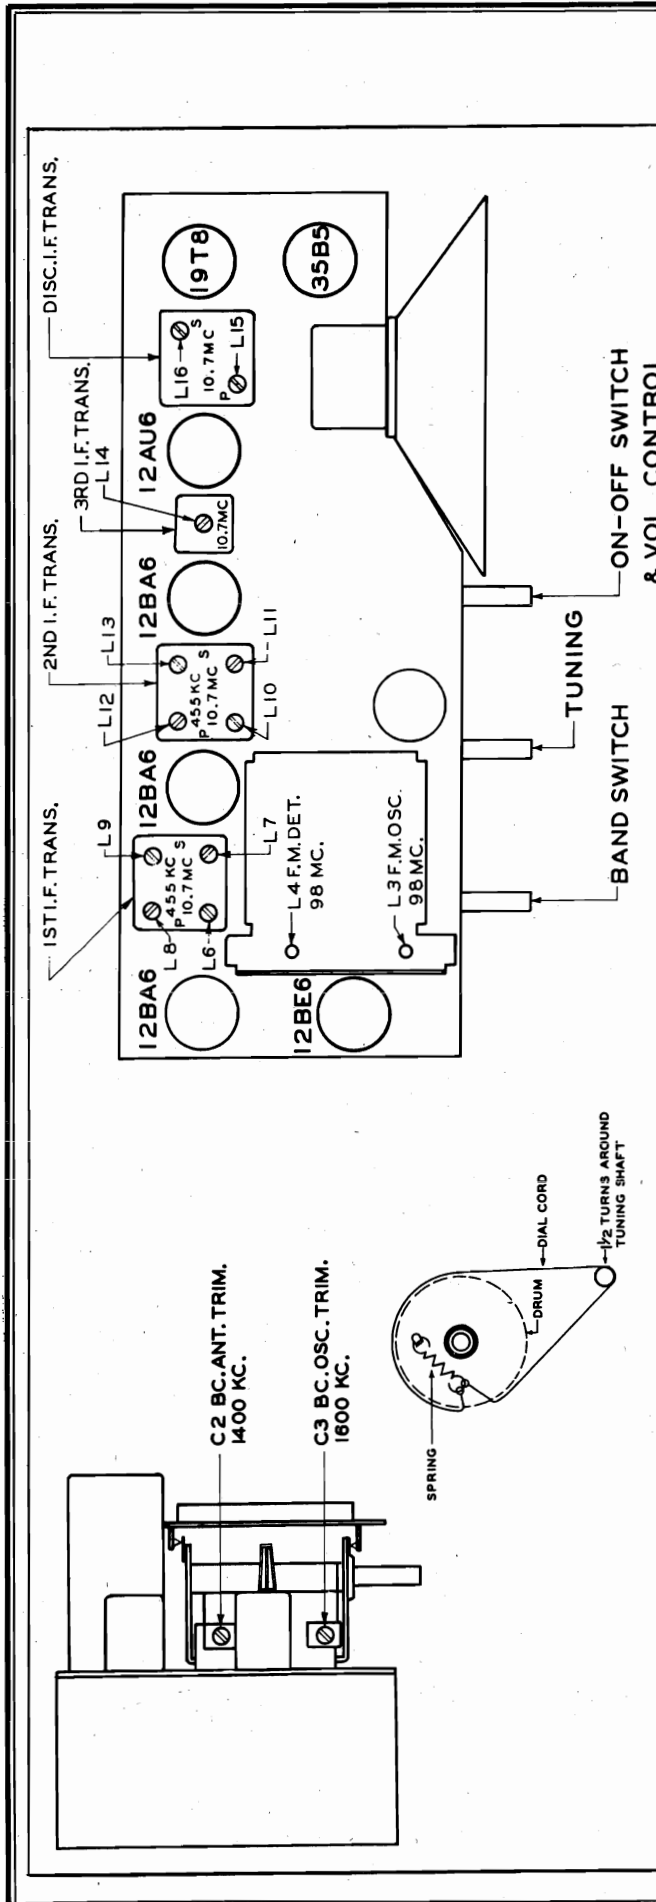 DISC. I.F. TRANS.
3RD I.F. TRANS.
L14
2ND I.F. TRANS.
L13
L12
1ST I.F. TRANS.
L9
12BA6
L8
L6
P 455 KC S
10.7 MC
L7
12BA6
P 455 KC S
10.7 MC
L10
L11
12BA6
10.7 MC
12AU6
L16
S
10.7 MC
P
L15
19T8
35B5
12BE6
L4 F.M. DET.
98 MC.
L3 F.M. OSC.
98 MC.
BAND SWITCH
TUNING
ON-OFF SWITCH
& VOL. CONTROL
C2 BC. ANT. TRIM.
1400 KC.
C3 BC. OSC. TRIM.
1600 KC.
SPRING
DRUM
DIAL CORD
1½ TURNS AROUND
TUNING SHAFT